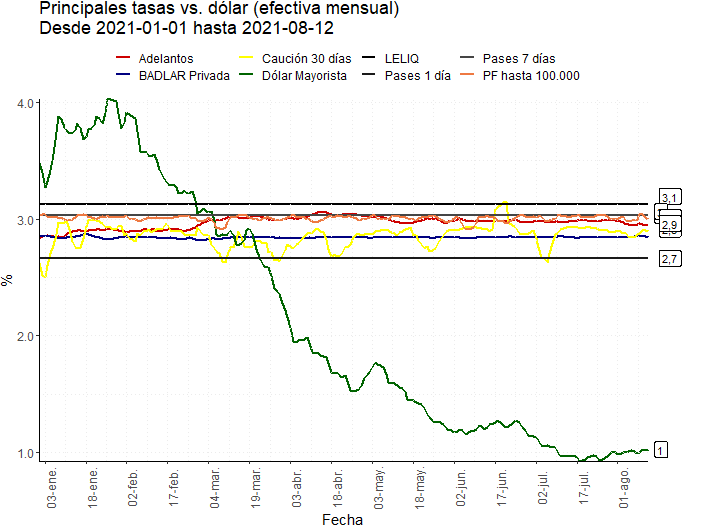 Principales tasas vs. dólar (efectiva mensual)
Desde 2021-01-01 hasta 2021-08-12
Adelantos Caución 30 días LELIQ Pases 7 días
BADLAR Privada Dólar Mayorista Pases 1 día PF hasta 100.000
4.0
3.0
2.0
1.0
%
3,1
2,9
2,7
1
03-ene. 18-ene. 02-feb. 17-feb. 04-mar. 19-mar. 03-abr. 18-abr. 03-may. 18-may. 02-jun. 17-jun. 02-jul. 17-jul. 01-ago.
Fecha